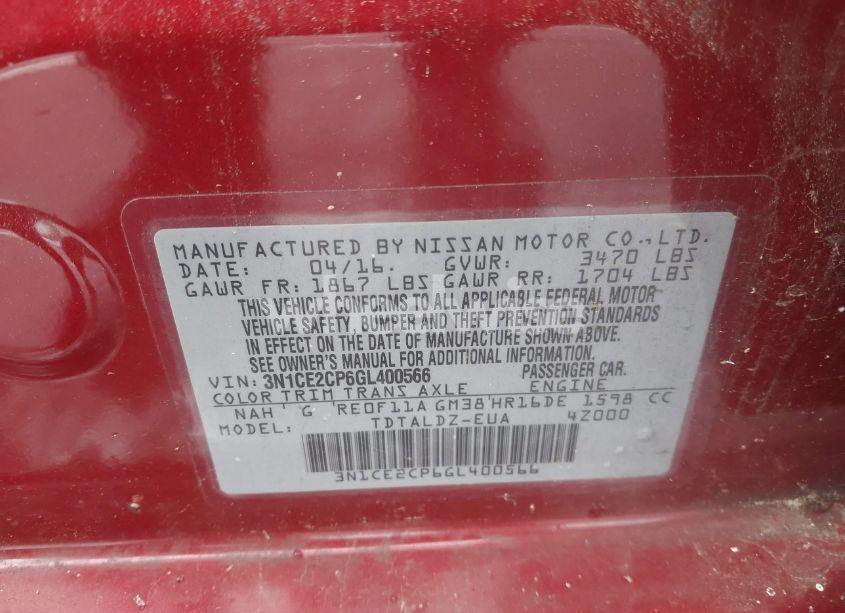 MANUFACTURED BY NISSAN MOTOR CO.,LTD.
DATE: 04/16. GVWR: 3470 LBS
GAWR FR: 1867 LBS GAWR RR: 1704 LBS
THIS VEHICLE CONFORMS TO ALL APPLICABLE FEDERAL MOTOR
VEHICLE SAFETY, BUMPER AND THEFT PREVENTION STANDARDS
IN EFFECT ON THE DATE OF MANUFACTURE SHOWN ABOVE.
SEE OWNER'S MANUAL FOR ADDITIONAL INFORMATION.
VIN: 3N1CE2CP6GL400566 PASSENGER CAR.
COLOR TRIM TRANS AXLE ENGINE
NAH ' G 'RE0F11A GM38'HR16DE 1598 CC
MODEL: TDTALDZ-EUA 4Z000
3N1CE2CP6GL400566